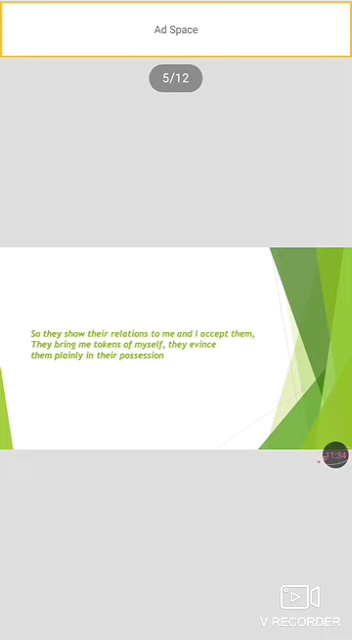 Ad Space
5/12
So they show their relations to me and I accept them,
They bring me tokens of myself, they evince
them plainly in their possession
11:34
V RECORDER